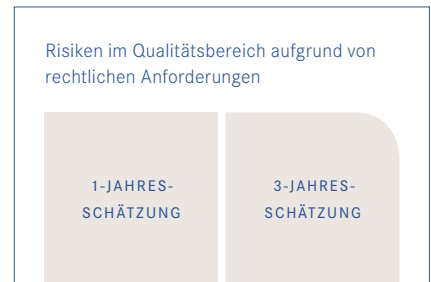 Risiken im Qualitätsbereich aufgrund von
rechtlichen Anforderungen
1-JAHRES-
SCHÄTZUNG
3-JAHRES-
SCHÄTZUNG